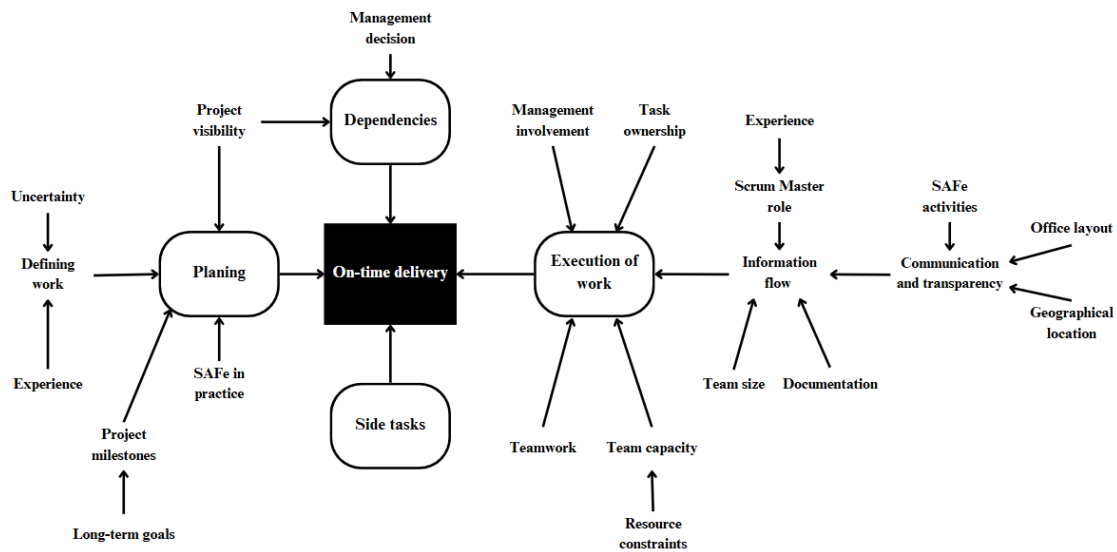 Management
decision
Project
visibility
Dependencies
Management
involvement
Task
ownership
Experience
Uncertainty
Scrum Master
role
SAFe
activities
Office layout
Defining
work
Planing
On-time delivery
Execution of
work
Information
flow
Communication
and transparency
Geographical
location
Experience
SAFe in
practice
Team size
Documentation
Side tasks
Project
milestones
Teamwork
Team capacity
Long-term goals
Resource
constraints